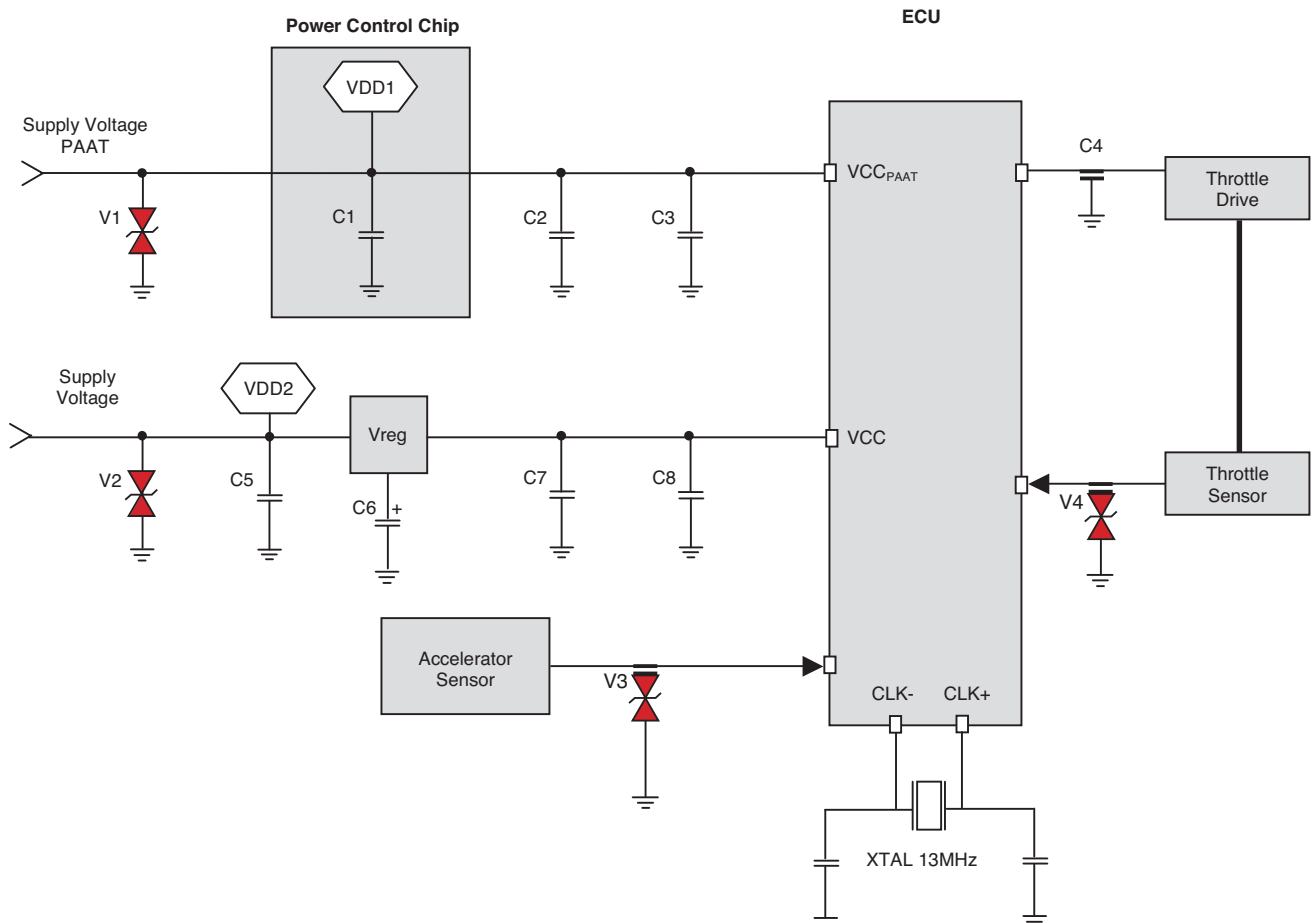 Power Control Chip
ECU
VDD1
Supply Voltage
PAAT
V1
C1
C2
C3
VCCPAAT
C4
Throttle
Drive
Supply
Voltage
VDD2
Vreg
VCC
V2
C5
C6
+
C7
C8
V4
Throttle
Sensor
Accelerator
Sensor
V3
CLK-
CLK+
XTAL 13MHz